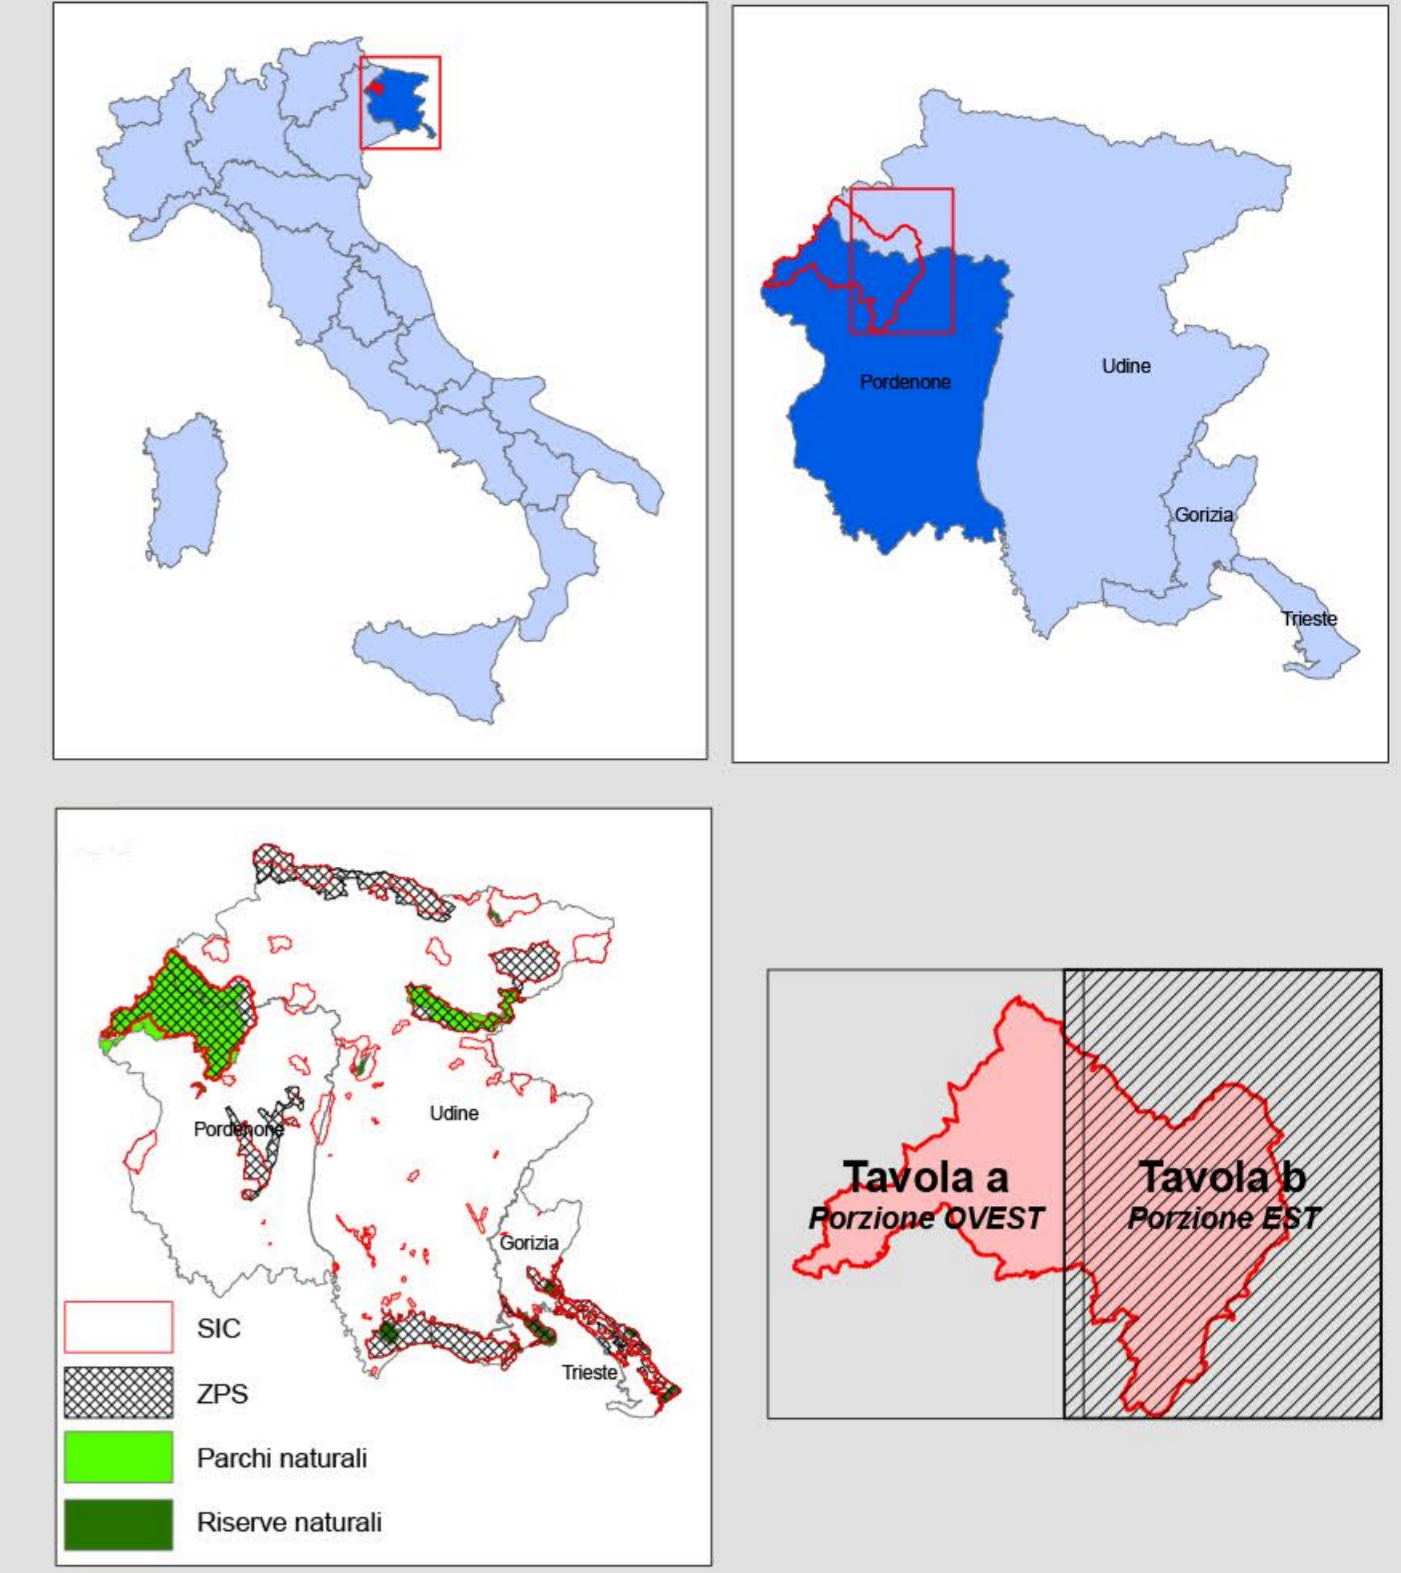 Udine
Pordenone
Gorizia
Trieste
Udine
Pordenone
Gorizia
Trieste
SIC
ZPS
Parchi naturali
Riserve naturali
Tavola a
Porzione OVEST
Tavola b
Porzione EST